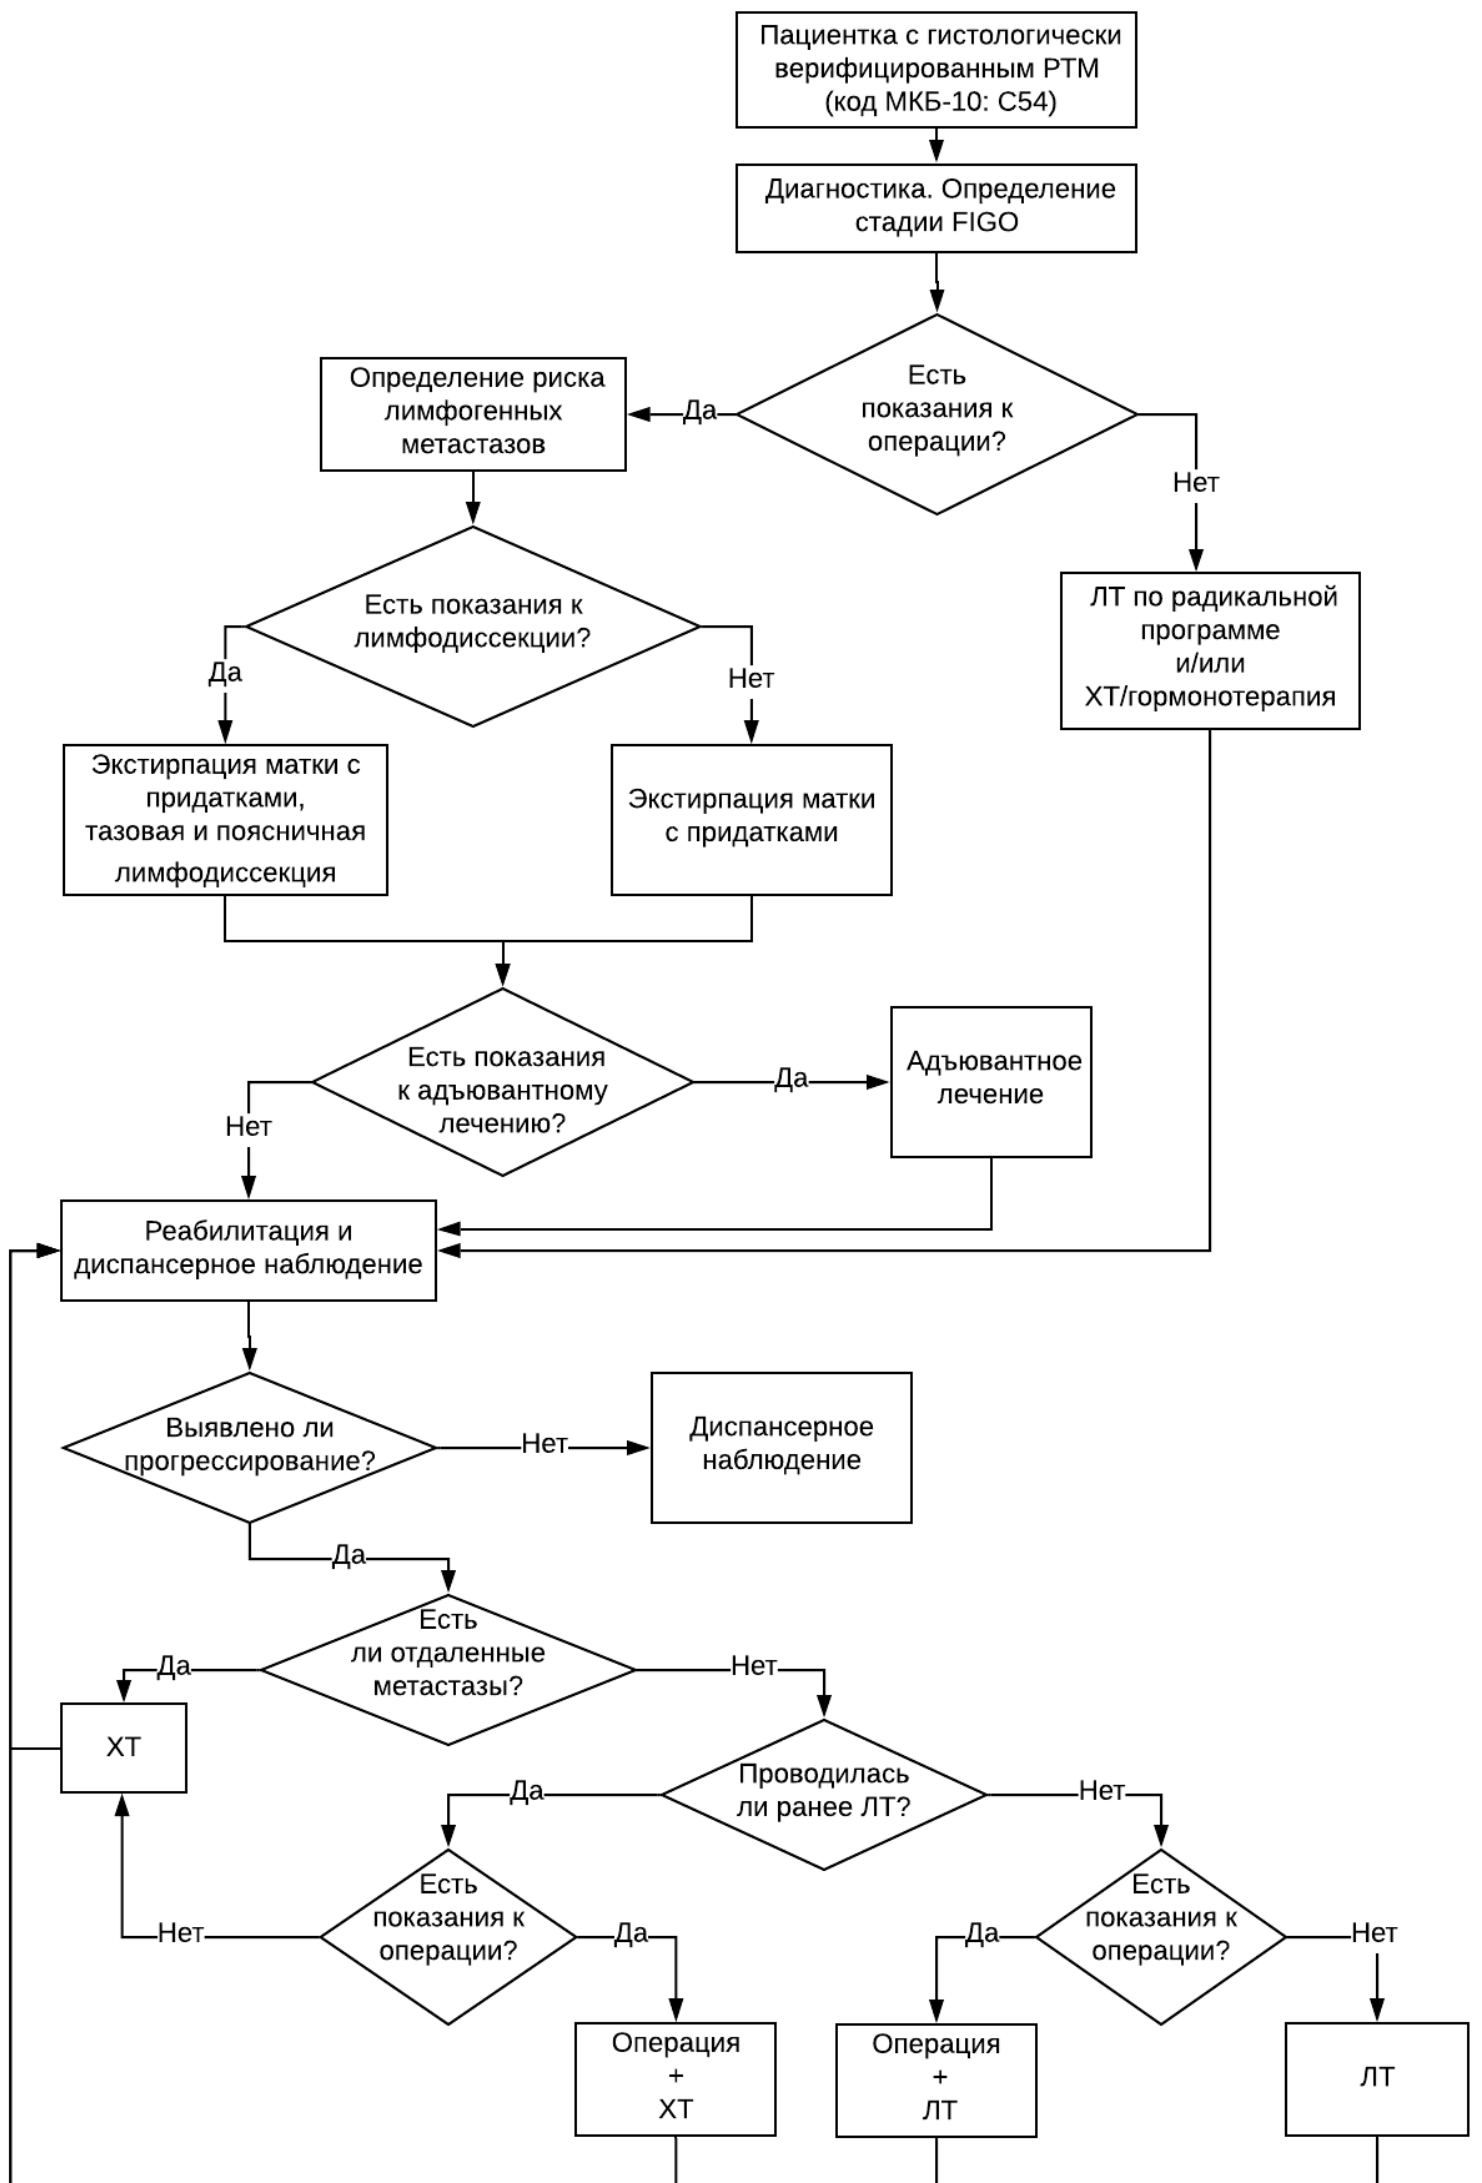 Пациентка с гистологически
верифицированным РТМ
(код МКБ-10: C54)
Диагностика. Определение
стадии FIGO
Есть
показания к
операции?
Да
Нет
Определение риска
лимфогенных
метастазов
Есть показания к
лимфодиссекции?
Да
Нет
ЛТ по радикальной
программе
и/или
ХТ/гормонотерапия
Экстирпация матки с
придатками,
тазовая и поясничная
лимфодиссекция
Экстирпация матки
с придатками
Есть показания
к адъювантному
лечению?
Да
Нет
Адъювантное
лечение
Реабилитация и
диспансерное наблюдение
Выявлено ли
прогрессирование?
Нет
Диспансерное
наблюдение
Да
Есть
ли отдаленные
метастазы?
Да
Нет
ХТ
Проводилась
ли ранее ЛТ?
Да
Нет
Есть
показания к
операции?
Нет
Да
Есть
показания к
операции?
Да
Нет
Операция
+
ХТ
Операция
+
ЛТ
ЛТ